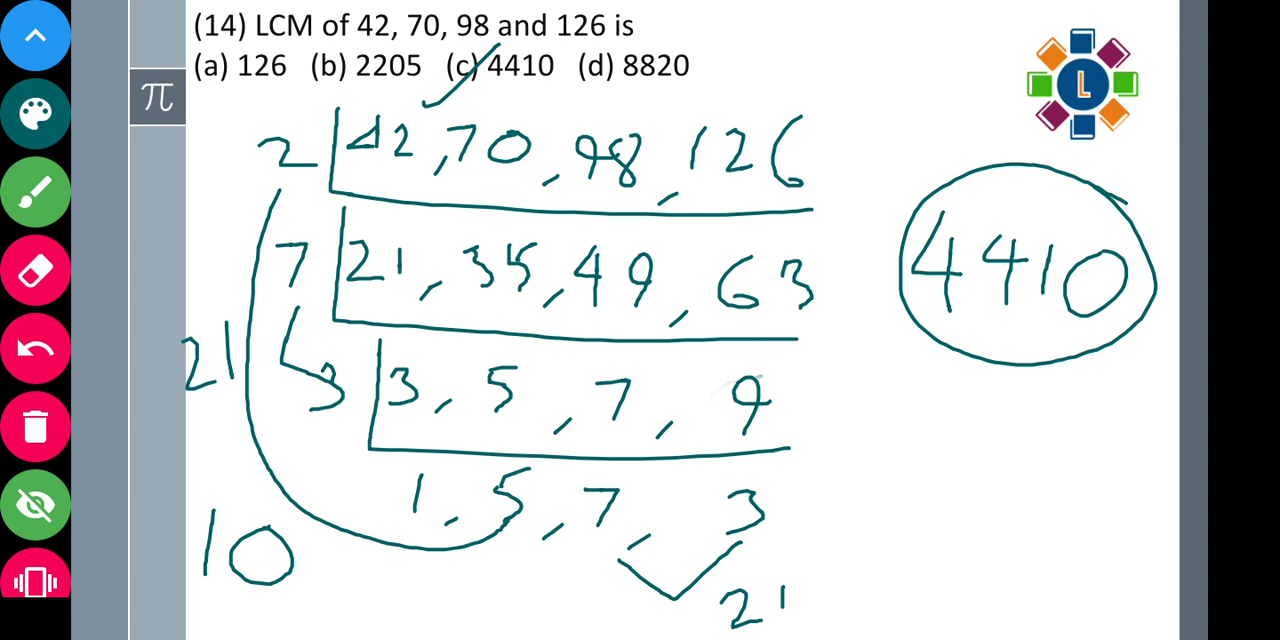 (14) LCM of 42, 70, 98 and 126 is
(a) 126 (b) 2205 (c) 4410 (d) 8820
π
L
2 42, 70, 98, 126
7 21, 35, 49, 63
4410
21
3 3, 5, 7, 9
1, 5, 7, 3
10
21